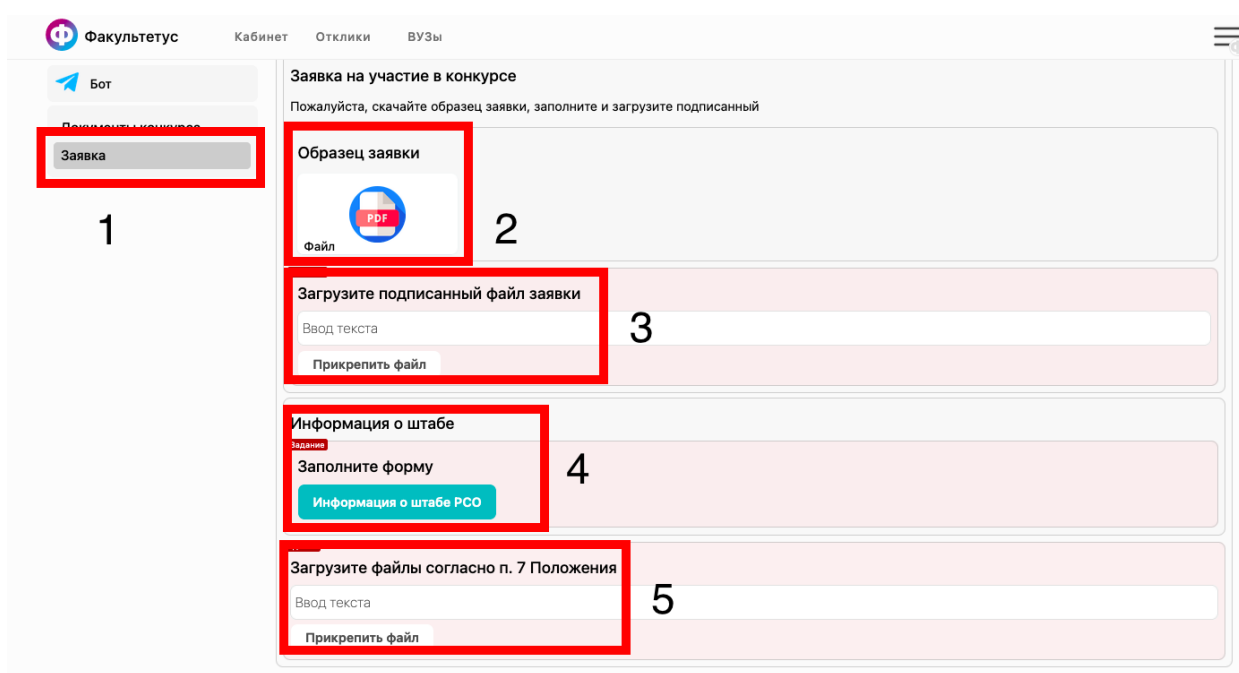 Факультетус Кабинет Отклики ВУЗы
Бот
Документы конкурса
Заявка
1
Заявка на участие в конкурсе
Пожалуйста, скачайте образец заявки, заполните и загрузите подписанный
Образец заявки
PDF
Файл
2
Загрузите подписанный файл заявки
Ввод текста
3
Прикрепить файл
Информация о штабе
Задание
Заполните форму
4
Информация о штабе РСО
Загрузите файлы согласно п. 7 Положения
Ввод текста
5
Прикрепить файл